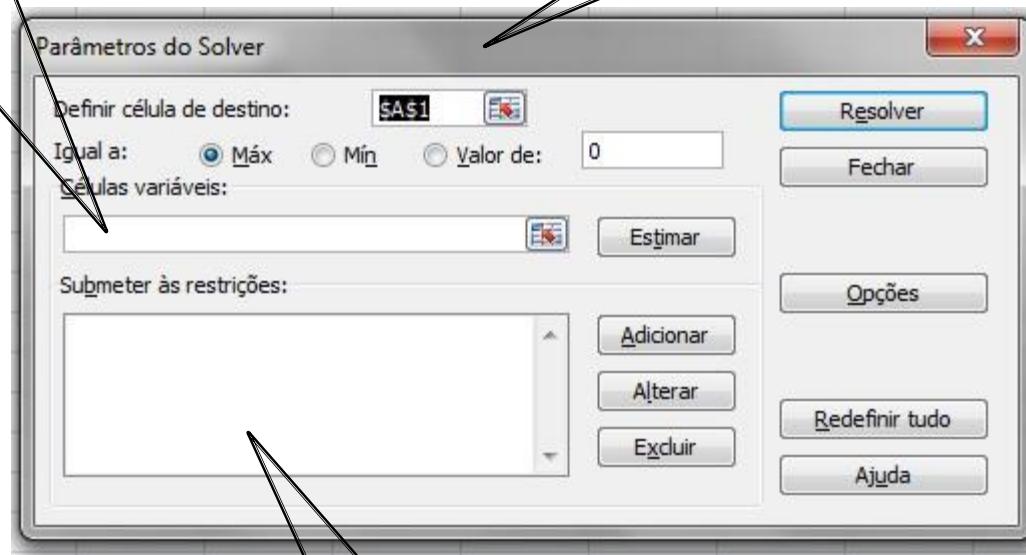 Parâmetros do Solver
Definir célula de destino: $A$1
Resolver
Igual a: Máx Mín Valor de: 0
Fechar
Células variáveis:
Estimar
Submeter às restrições:
Opções
Adicionar
Alterar
Redefinir tudo
Excluir
Ajuda